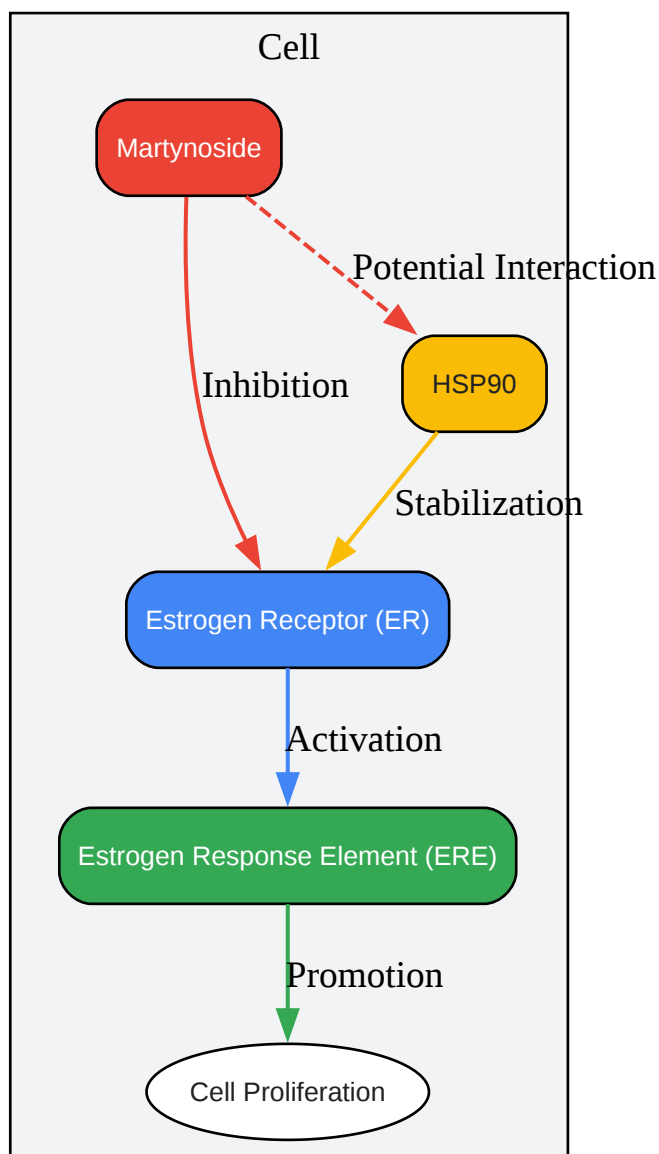 Cell
Martynoside
Potential Interaction
Inhibition
HSP90
Stabilization
Estrogen Receptor (ER)
Activation
Estrogen Response Element (ERE)
Promotion
Cell Proliferation